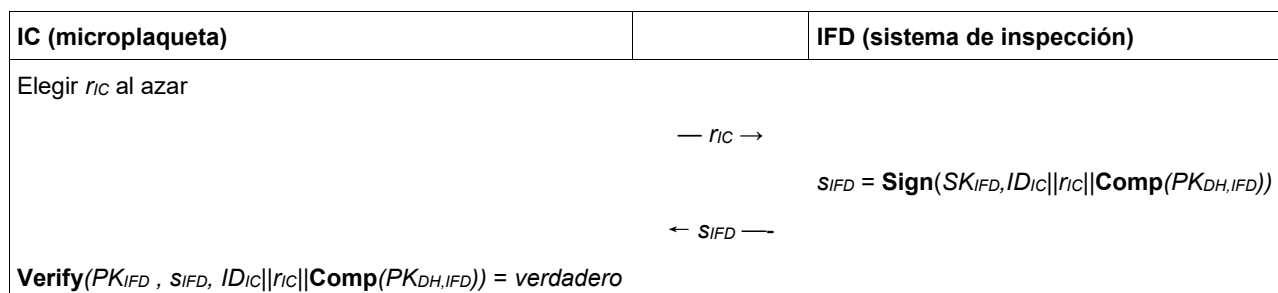 IC (microplaqueta) IFD (sistema de inspección)
Elegir rIC al azar
— rIC →
sIFD = Sign(SKIFD,IDIC||rIC||Comp(PKDH,IFD))
← sIFD —-
Verify(PKIFD , sIFD, IDIC||rIC||Comp(PKDH,IFD)) = verdadero